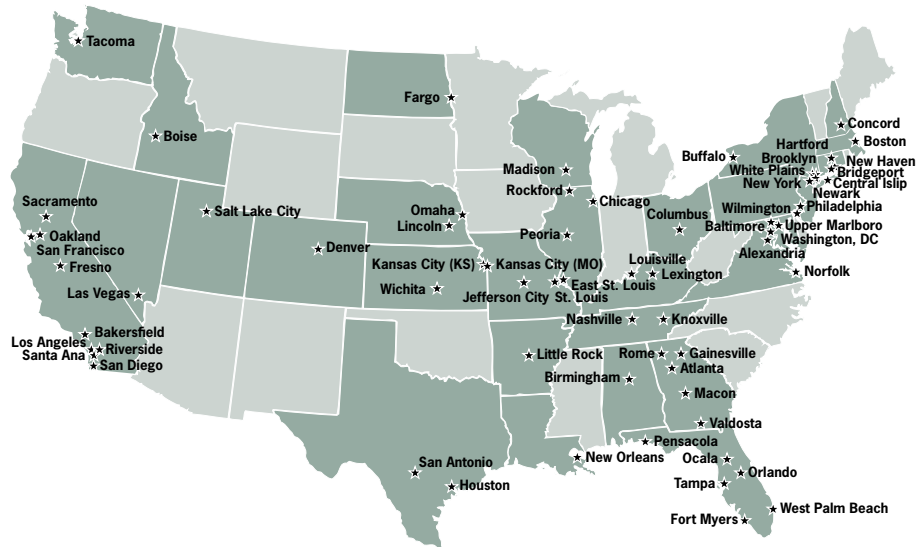 Tacoma
Fargo
Concord
Boise
Boston
Hartford
Buffalo
Brooklyn
New Haven
White Plains
Bridgeport
Madison
New York
Central Islip
Rockford
Newark
Chicago
Sacramento
Salt Lake City
Omaha
Columbus
Wilmington
Philadelphia
Lincoln
Peoria
Baltimore
Upper Marlboro
Oakland
Washington, DC
San Francisco
Denver
Alexandria
Kansas City (KS)
Kansas City (MO)
Louisville
Fresno
Lexington
Norfolk
East St. Louis
Las Vegas
Wichita
Jefferson City
St. Louis
Nashville
Knoxville
Bakersfield
Los Angeles
Riverside
Santa Ana
Little Rock
Rome
Gainesville
San Diego
Atlanta
Birmingham
Macon
Valdosta
Pensacola
New Orleans
Ocala
San Antonio
Orlando
Houston
Tampa
West Palm Beach
Fort Myers